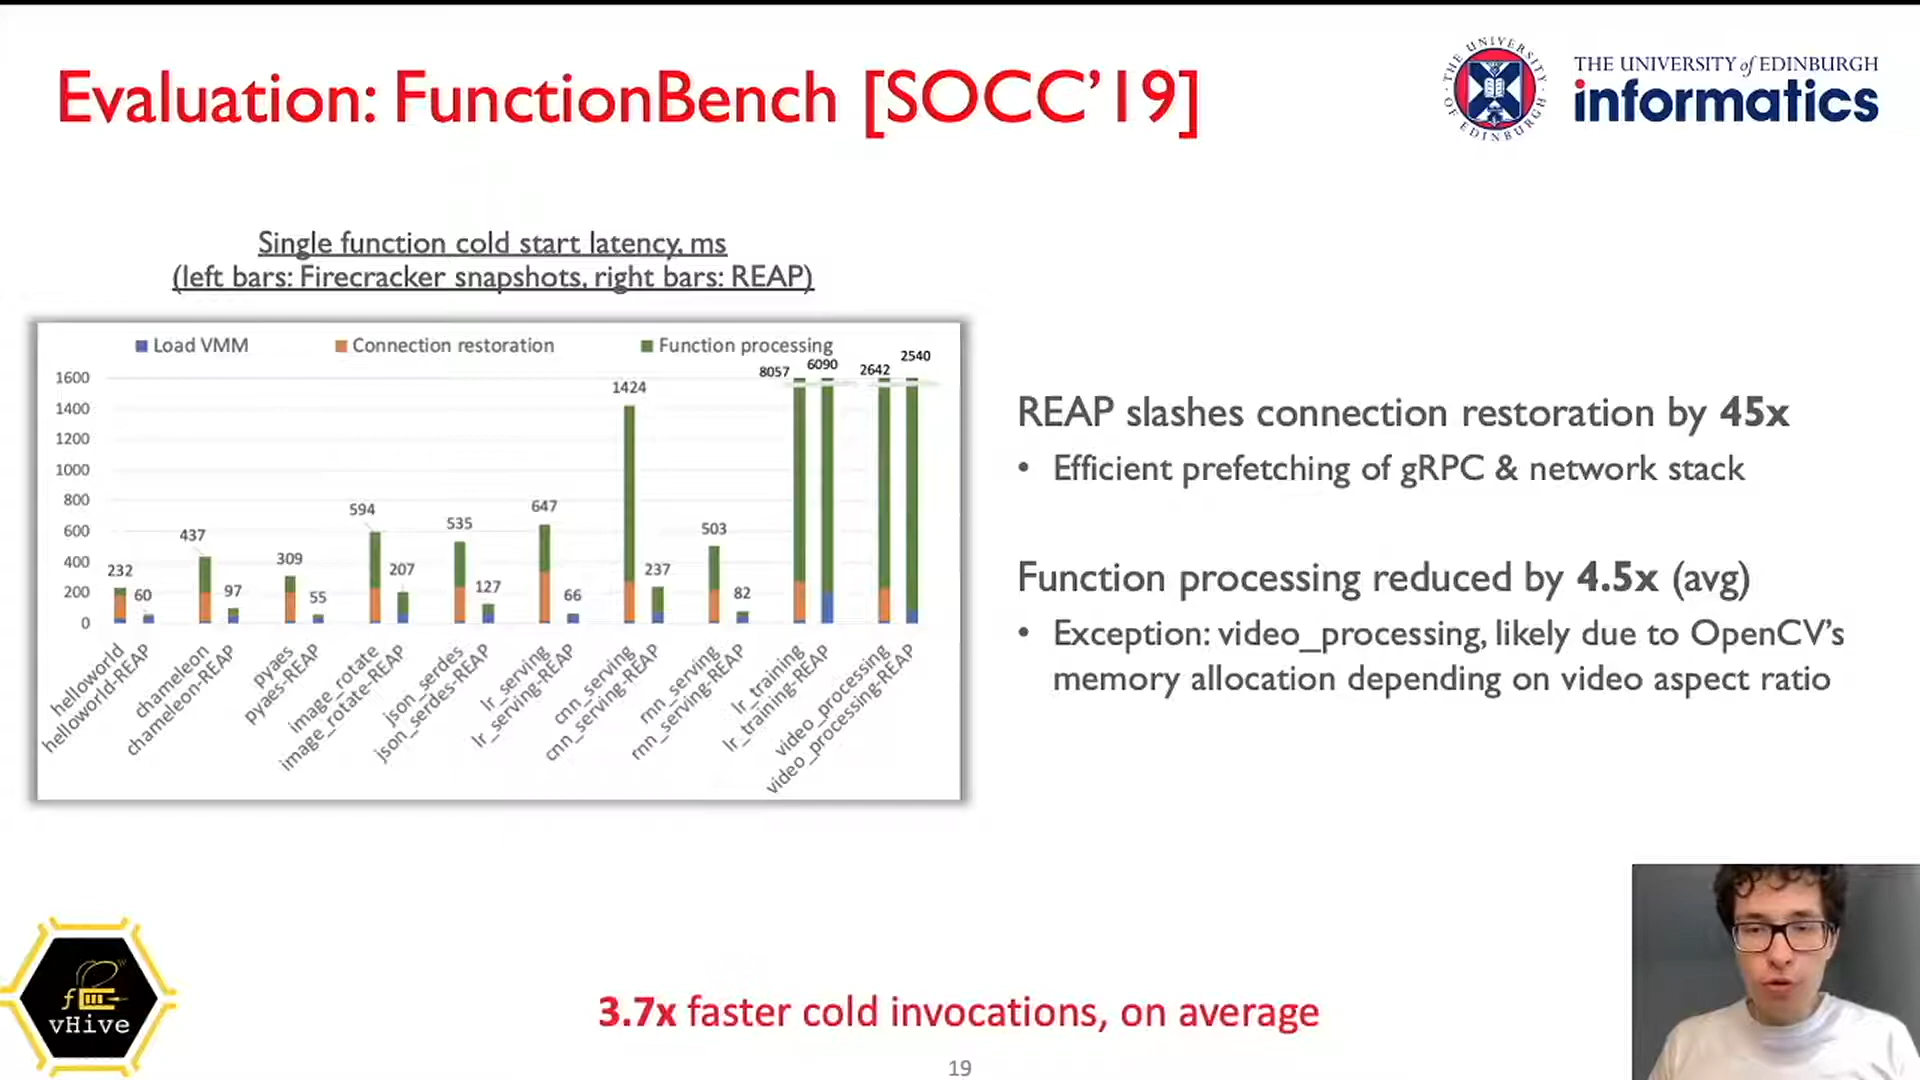 Evaluation: FunctionBench [SOCC'19]
THE UNIVERSITY of EDINBURGH
informatics
THE UNIVERSITY OF EDINBURGH
Single function cold start latency, ms
(left bars: Firecracker snapshots, right bars: REAP)
Load VMM Connection restoration Function processing
1600
1400
1200
1000
800
600
400
200
0
232
60
437
97
309
55
594
207
535
127
647
66
1424
237
503
82
8057
6090
2642
2540
helloworld
helloworld-REAP
chameleon
chameleon-REAP
pyaes
pyaes-REAP
image_rotate
image_rotate-REAP
json_serdes
json_serdes-REAP
lr_serving
lr_serving-REAP
cnn_serving
cnn_serving-REAP
rnn_serving
rnn_serving-REAP
lr_training
lr_training-REAP
video_processing
video_processing-REAP
REAP slashes connection restoration by 45x
• Efficient prefetching of gRPC & network stack
Function processing reduced by 4.5x (avg)
• Exception: video_processing, likely due to OpenCV's
memory allocation depending on video aspect ratio
vHive
3.7x faster cold invocations, on average
19